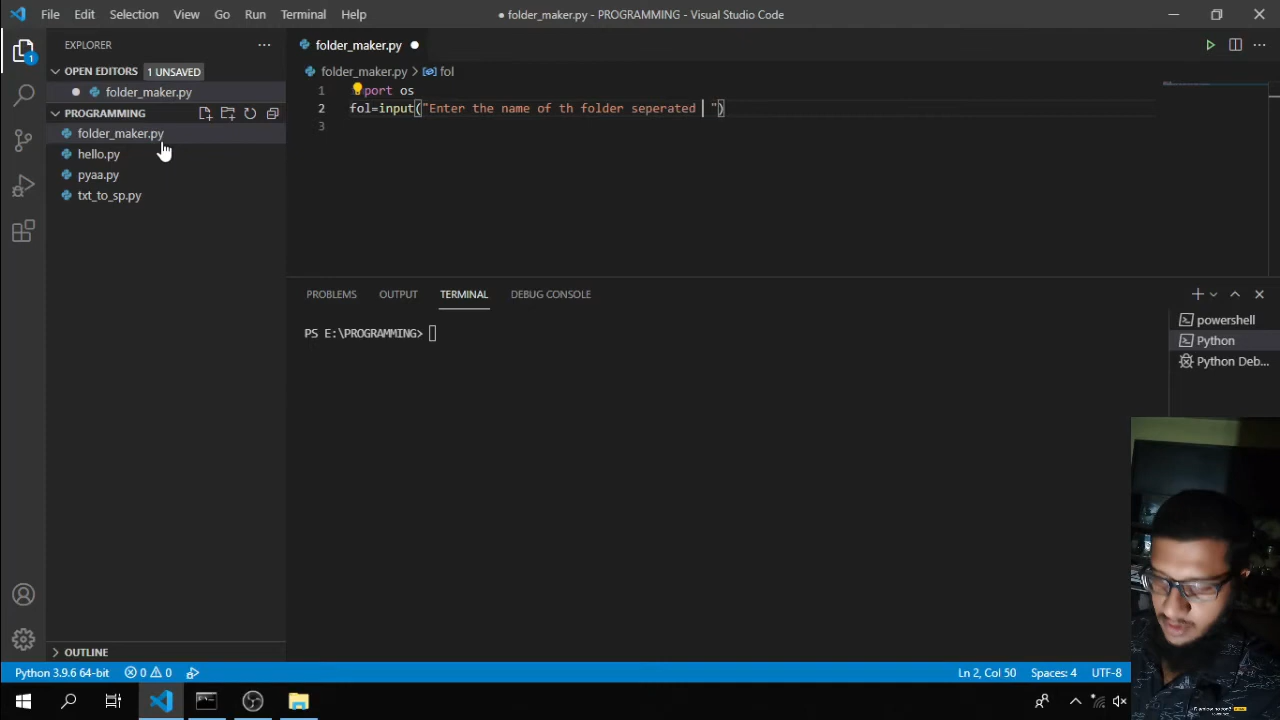 File Edit Selection View Go Run Terminal Help
● folder_maker.py - PROGRAMMING - Visual Studio Code
EXPLORER
folder_maker.py
OPEN EDITORS 1 UNSAVED
folder_maker.py > fol
folder_maker.py
PROGRAMMING
folder_maker.py
hello.py
pyaa.py
txt_to_sp.py
1 port os
2 fol=input("Enter the name of th folder seperated ")
3
PROBLEMS OUTPUT TERMINAL DEBUG CONSOLE
PS E:\PROGRAMMING>
powershell
Python
Python Deb...
1
OUTLINE
Python 3.9.6 64-bit 0 0
Ln 2, Col 50 Spaces: 4 UTF-8